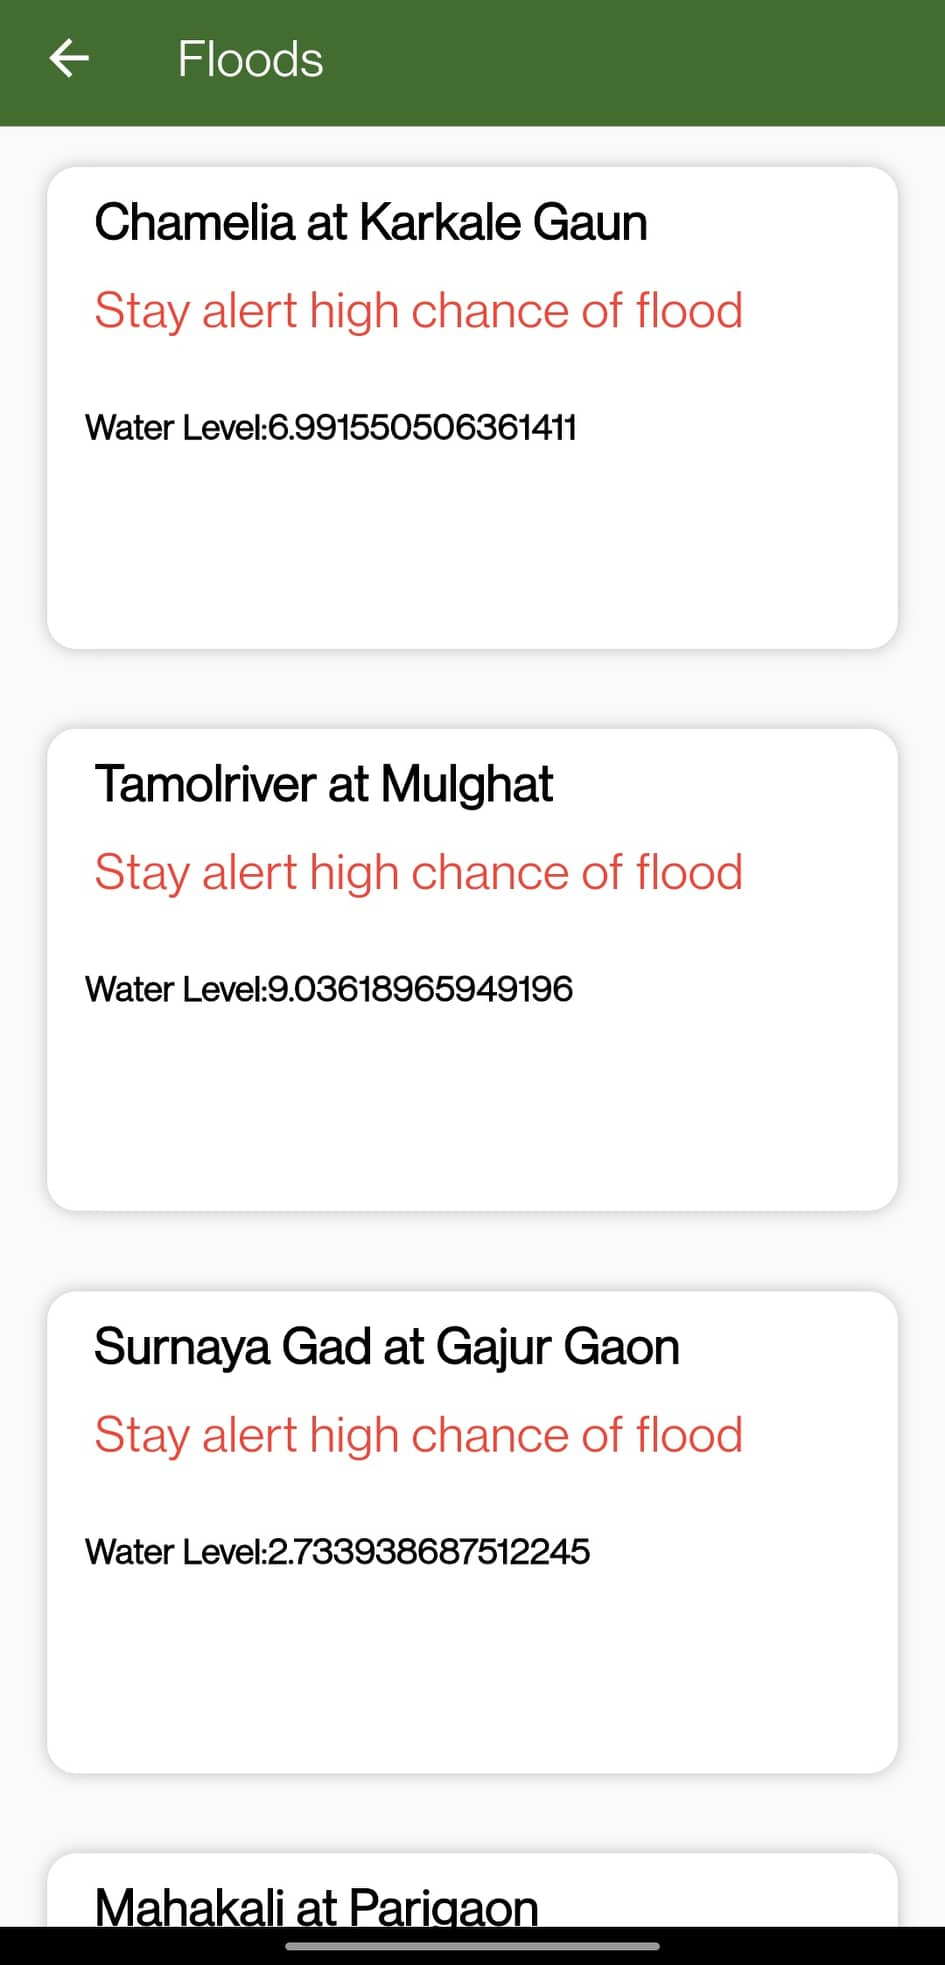 Floods
Chamelia at Karkale Gaun
Stay alert high chance of flood
Water Level:6.991550506361411
Tamolriver at Mulghat
Stay alert high chance of flood
Water Level:9.03618965949196
Surnaya Gad at Gajur Gaon
Stay alert high chance of flood
Water Level:2.733938687512245
Mahakali at Parigaon